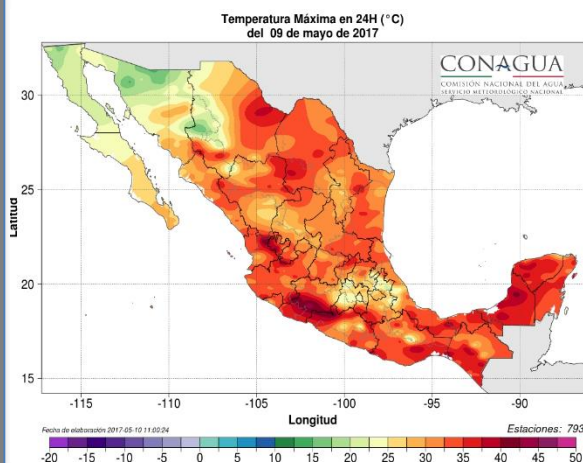 Temperatura Máxima en 24H (°C)
del 09 de mayo de 2017
CONAGUA
COMISIÓN NACIONAL DEL AGUA
SERVICIO METEOROLÓGICO NACIONAL
Latitud
30
25
20
15
-115 -110 -105 -100 -95 -90
Longitud
Fecha de elaboración 2017-05-10 11:00:24
Estaciones: 793
-20 -15 -10 -5 0 5 10 15 20 25 30 35 40 45 50